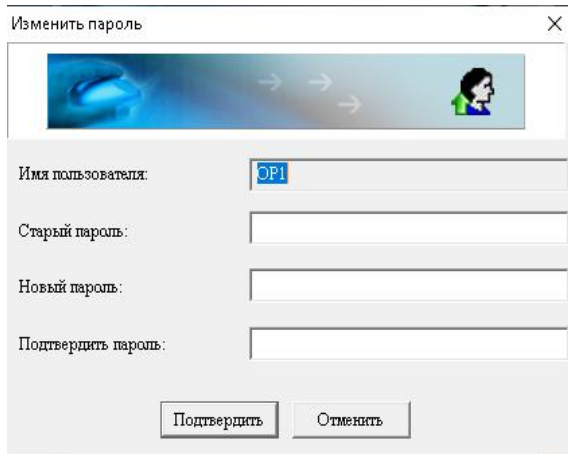 Изменить пароль
Имя пользователя: OP1
Старый пароль:
Новый пароль:
Подтвердить пароль:
Подтвердить Отменить